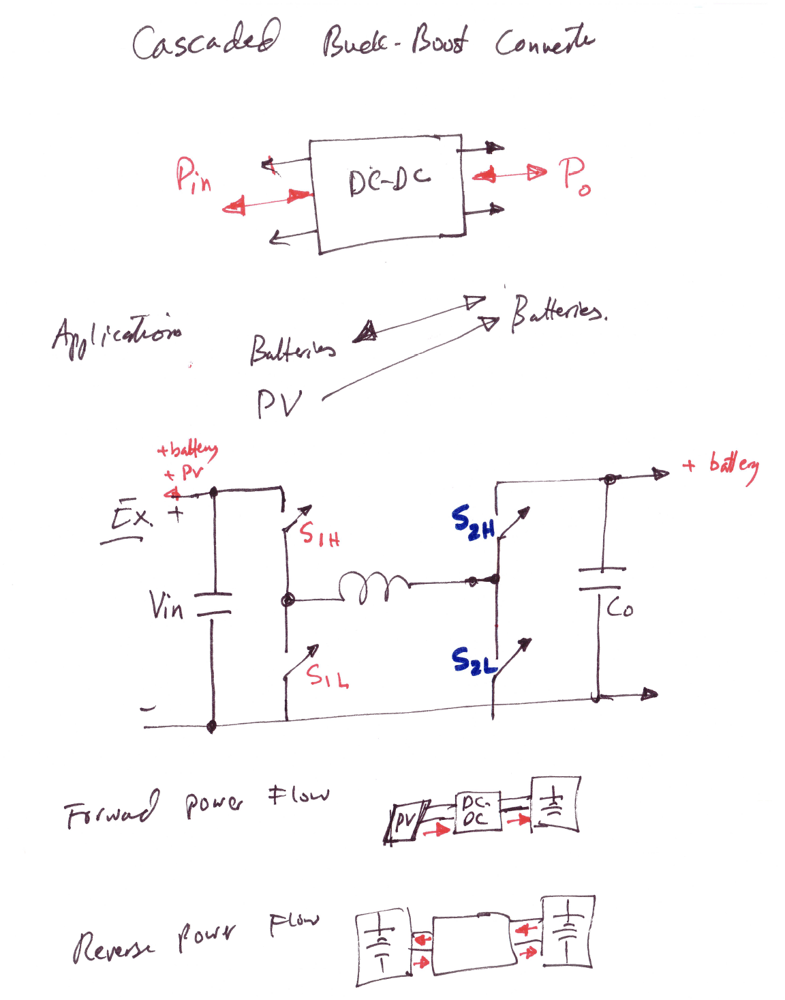 Cascaded Buck-Boost Converter
DC-DC
Pin
Po
Applications
Batteries
Batteries.
PV
+ battery
+ PV
+ battery
Ex. +
S1H
S2H
Vin
Co
S1L
S2L
-
Forward Power Flow
PV
DC-
DC
Reverse Power Flow